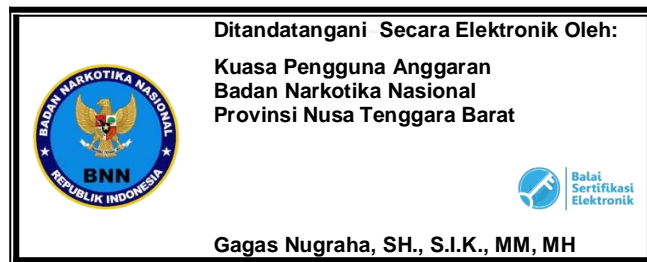 Ditandatangani Secara Elektronik Oleh:
Kuasa Pengguna Anggaran
Badan Narkotika Nasional
Provinsi Nusa Tenggara Barat
BADAN NARKOTIKA NASIONAL
BNN
REPUBLIK INDONESIA
Balai
Sertifikasi
Elektronik
Gagas Nugraha, SH., S.I.K., MM, MH